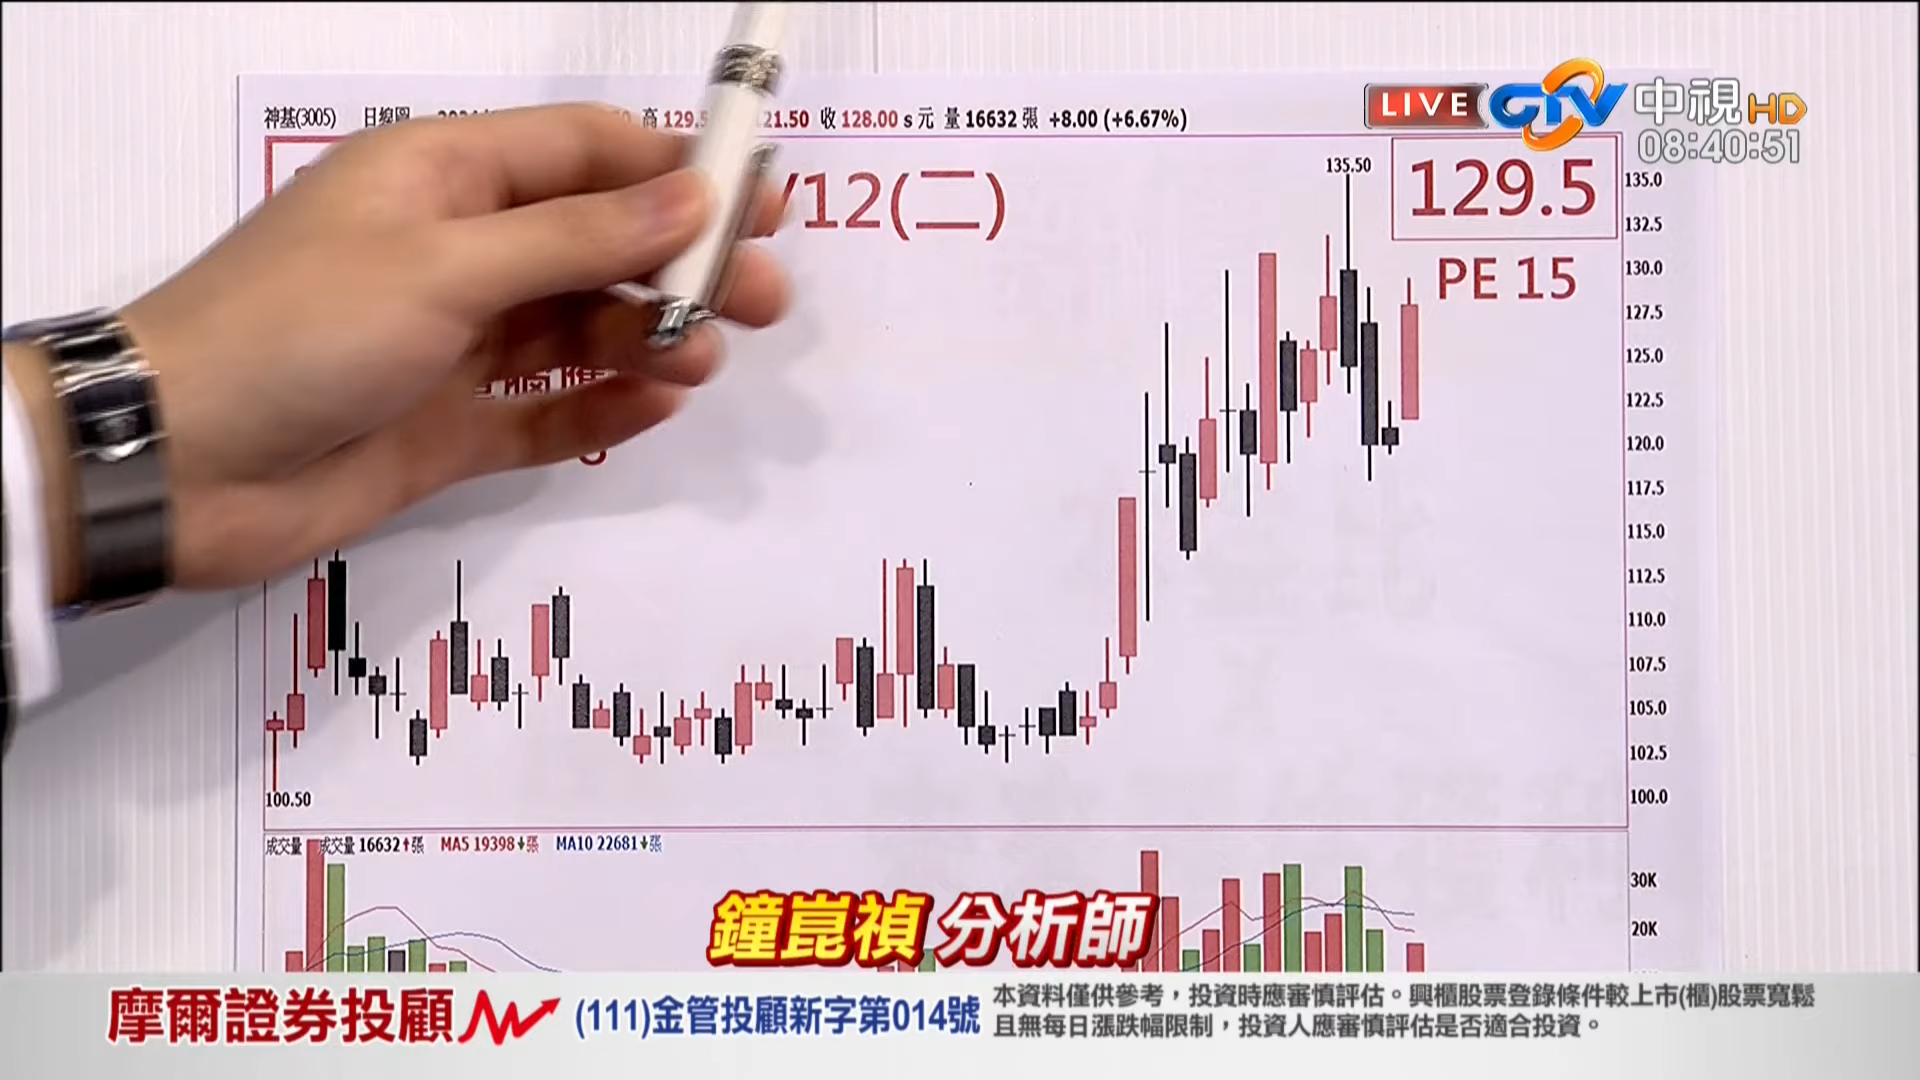 神基(3005) 日線圖 高 129.5 21.50 收 128.00 s 元 量 16632 張 +8.00 (+6.67%)
LIVE CTV 中視HD
08:40:51
/12(二)
135.50
129.5
PE 15
135.0
132.5
130.0
127.5
125.0
122.5
120.0
117.5
115.0
112.5
110.0
107.5
105.0
102.5
100.0
100.50
成交量 成交量 16632↑張 MA5 19398↓張 MA10 22681↓張
30K
20K
鐘崑禎 分析師
摩爾證券投顧 (111)金管投顧新字第014號
本資料僅供參考，投資時應審慎評估。興櫃股票登錄條件較上市(櫃)股票寬鬆
且無每日漲跌幅限制，投資人應審慎評估是否適合投資。